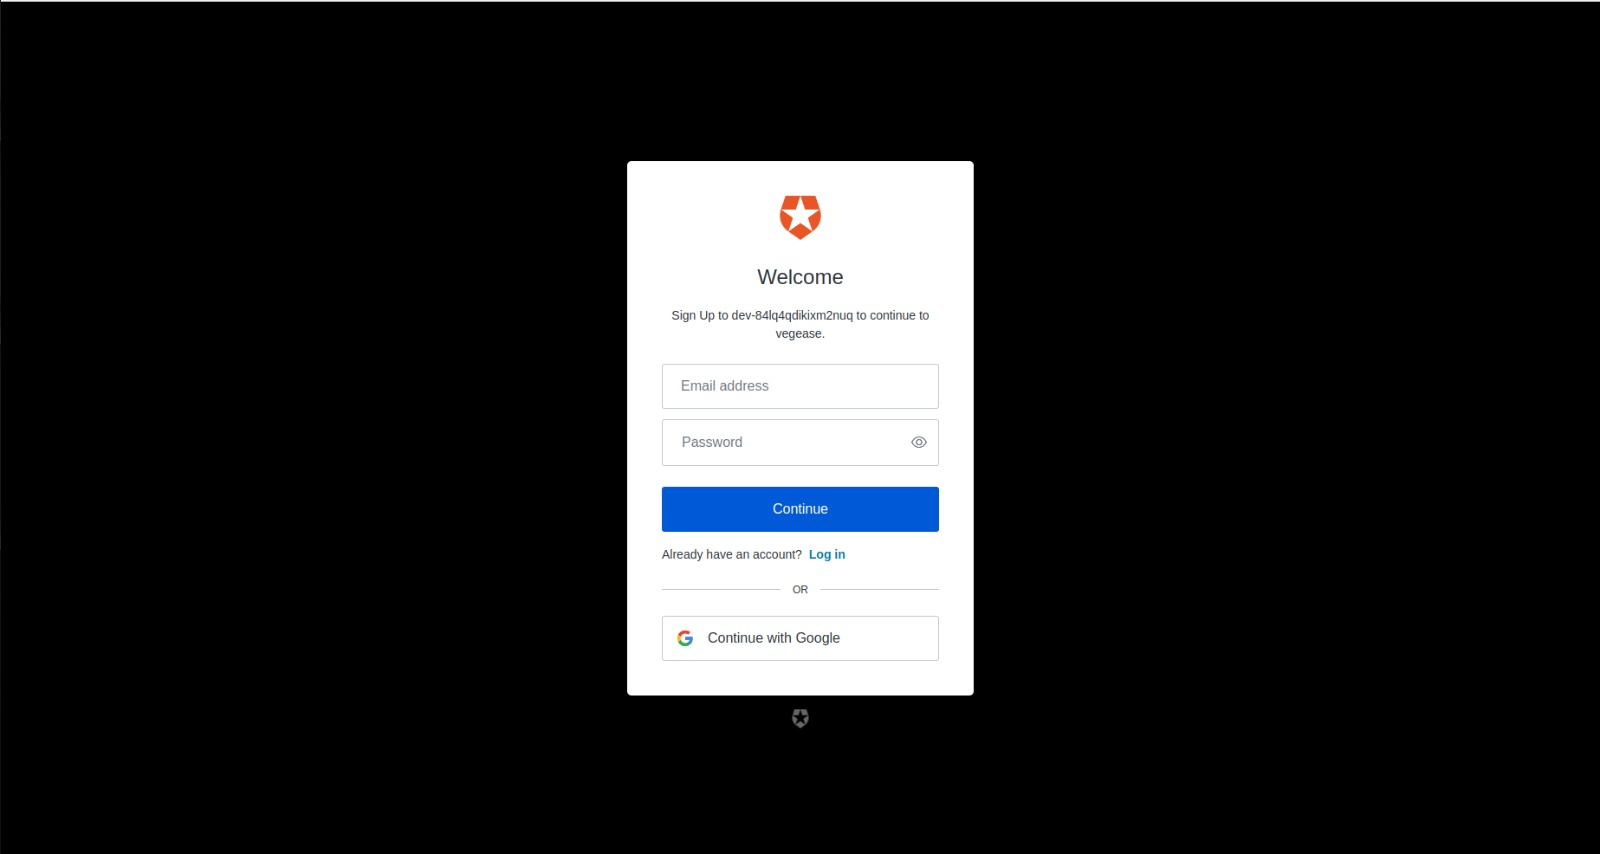 Welcome
Sign Up to dev-84lq4qdikixm2nuq to continue to
vegease.
Email address
Password
Continue
Already have an account? Log in
OR
Continue with Google